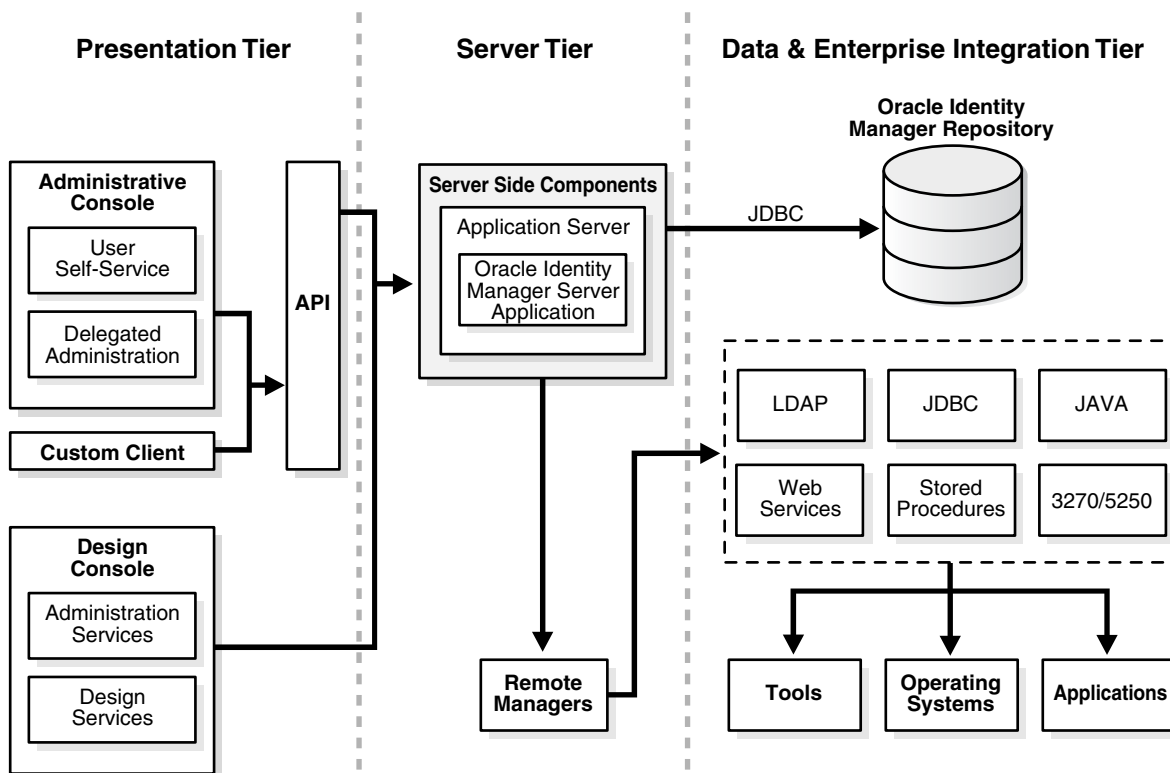 Presentation Tier
Server Tier
Data & Enterprise Integration Tier
Administrative
Console
User
Self-Service
Delegated
Administration
Custom Client
API
Design
Console
Administration
Services
Design
Services
Server Side Components
Application Server
Oracle Identity
Manager Server
Application
Remote
Managers
JDBC
Oracle Identity
Manager Repository
LDAP
JDBC
JAVA
Web
Services
Stored
Procedures
3270/5250
Tools
Operating
Systems
Applications